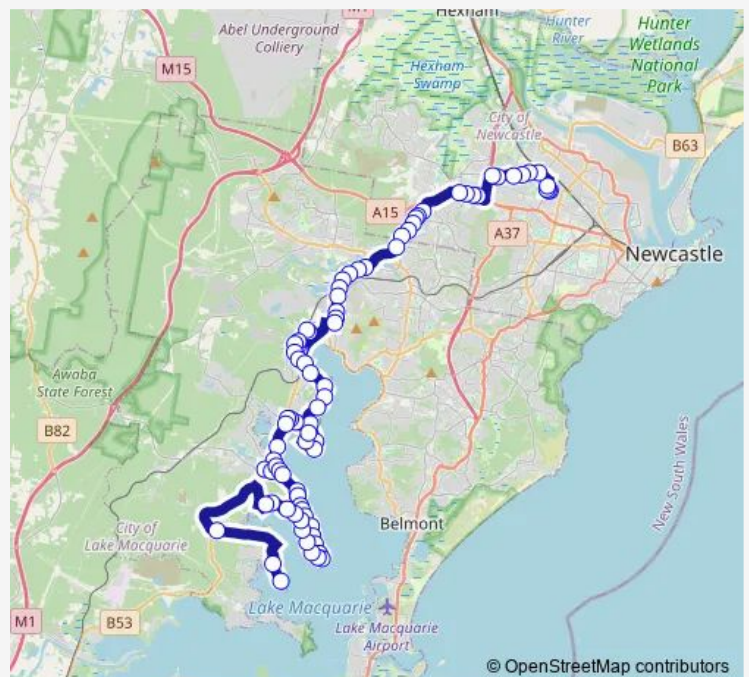 Hexham
Abel Underground
Colliery
Hunter
River
Hunter
Wetlands
National
Park
M15
Hexham
Swamp
City of
Newcastle
B63
A15
A37
Newcastle
Awaba
State Forest
B82
New South Wales
City of
Lake Macquarie
Belmont
Lake Macquarie
Lake Macquarie
Airport
M1
B53
© OpenStreetMap contributors